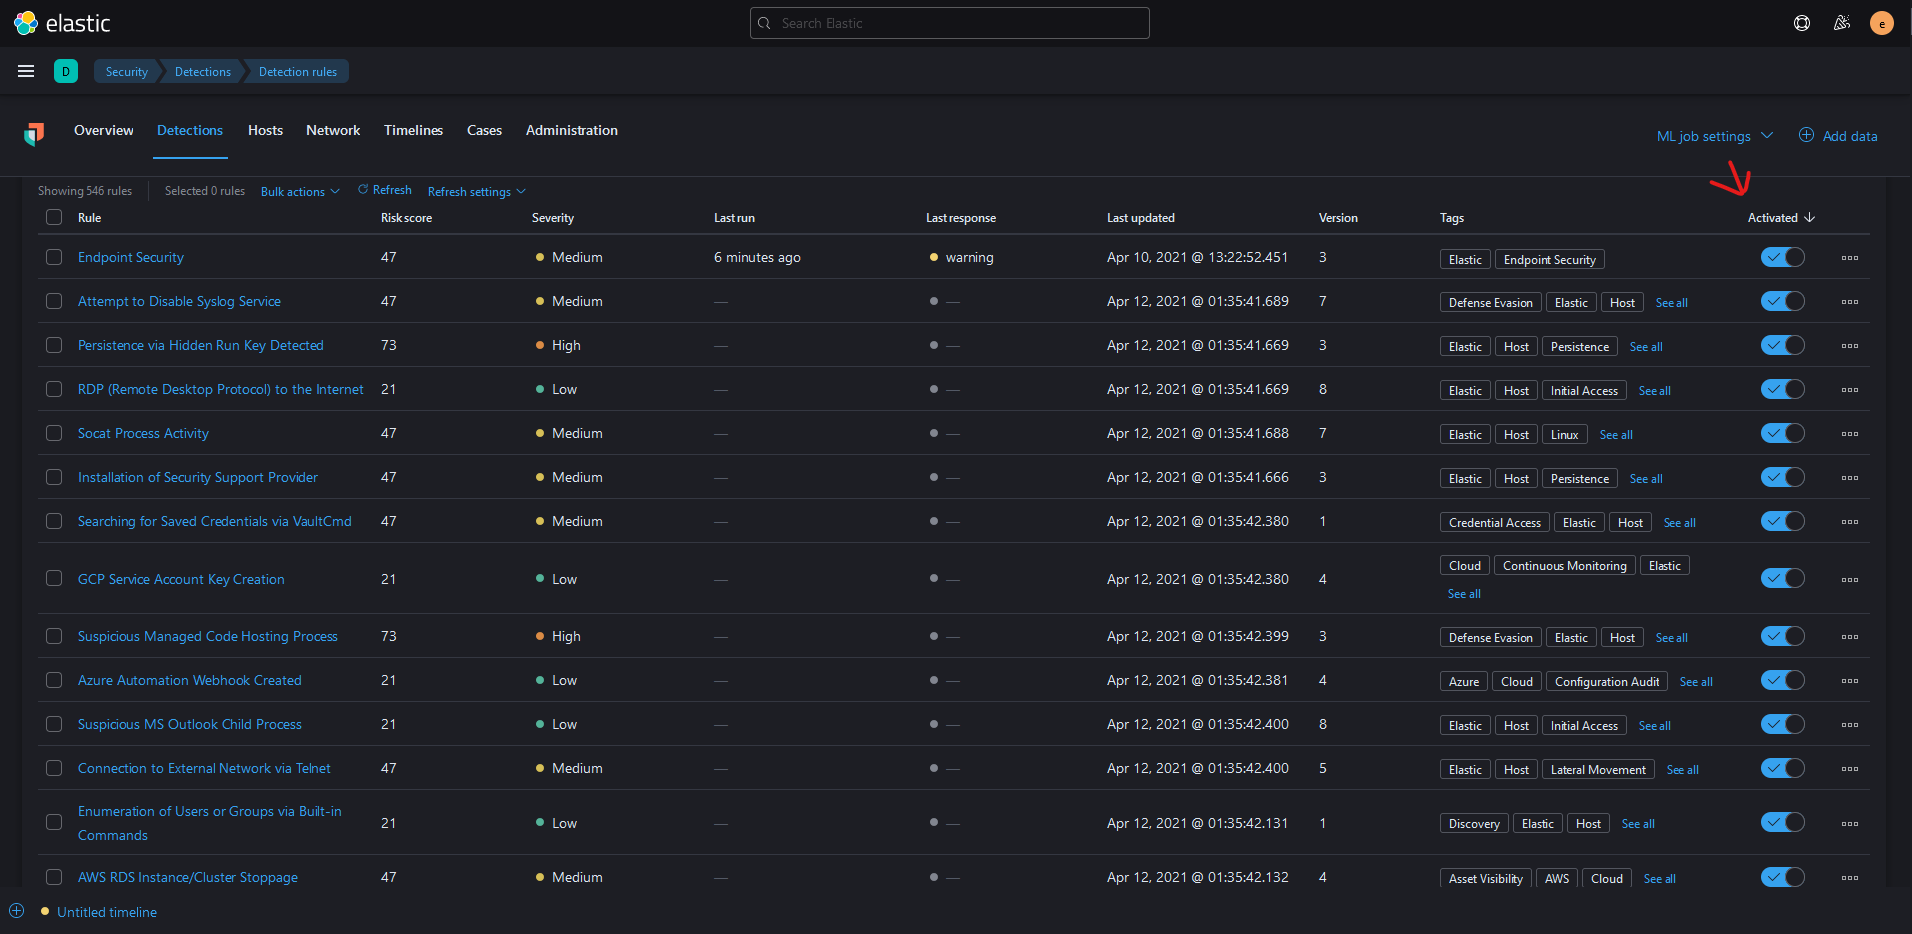 elastic
Search Elastic
e
D
Security
Detections
Detection rules
Overview
Detections
Hosts
Network
Timelines
Cases
Administration
ML job settings
Add data
Showing 546 rules
Selected 0 rules
Bulk actions
Refresh
Refresh settings
Rule Risk score Severity Last run Last response Last updated Version Tags Activated
Endpoint Security 47 Medium 6 minutes ago warning Apr 10, 2021 @ 13:22:52.451 3 Elastic Endpoint Security
Attempt to Disable Syslog Service 47 Medium — — Apr 12, 2021 @ 01:35:41.689 7 Defense Evasion Elastic Host See all
Persistence via Hidden Run Key Detected 73 High — — Apr 12, 2021 @ 01:35:41.669 3 Elastic Host Persistence See all
RDP (Remote Desktop Protocol) to the Internet 21 Low — — Apr 12, 2021 @ 01:35:41.669 8 Elastic Host Initial Access See all
Socat Process Activity 47 Medium — — Apr 12, 2021 @ 01:35:41.688 7 Elastic Host Linux See all
Installation of Security Support Provider 47 Medium — — Apr 12, 2021 @ 01:35:41.666 3 Elastic Host Persistence See all
Searching for Saved Credentials via VaultCmd 47 Medium — — Apr 12, 2021 @ 01:35:42.380 1 Credential Access Elastic Host See all
GCP Service Account Key Creation 21 Low — — Apr 12, 2021 @ 01:35:42.380 4 Cloud Continuous Monitoring Elastic
See all
Suspicious Managed Code Hosting Process 73 High — — Apr 12, 2021 @ 01:35:42.399 3 Defense Evasion Elastic Host See all
Azure Automation Webhook Created 21 Low — — Apr 12, 2021 @ 01:35:42.381 4 Azure Cloud Configuration Audit See all
Suspicious MS Outlook Child Process 21 Low — — Apr 12, 2021 @ 01:35:42.400 8 Elastic Host Initial Access See all
Connection to External Network via Telnet 47 Medium — — Apr 12, 2021 @ 01:35:42.400 5 Elastic Host Lateral Movement See all
Enumeration of Users or Groups via Built-in
Commands 21 Low — — Apr 12, 2021 @ 01:35:42.131 1 Discovery Elastic Host See all
AWS RDS Instance/Cluster Stoppage 47 Medium — — Apr 12, 2021 @ 01:35:42.132 4 Asset Visibility AWS Cloud See all
Untitled timeline